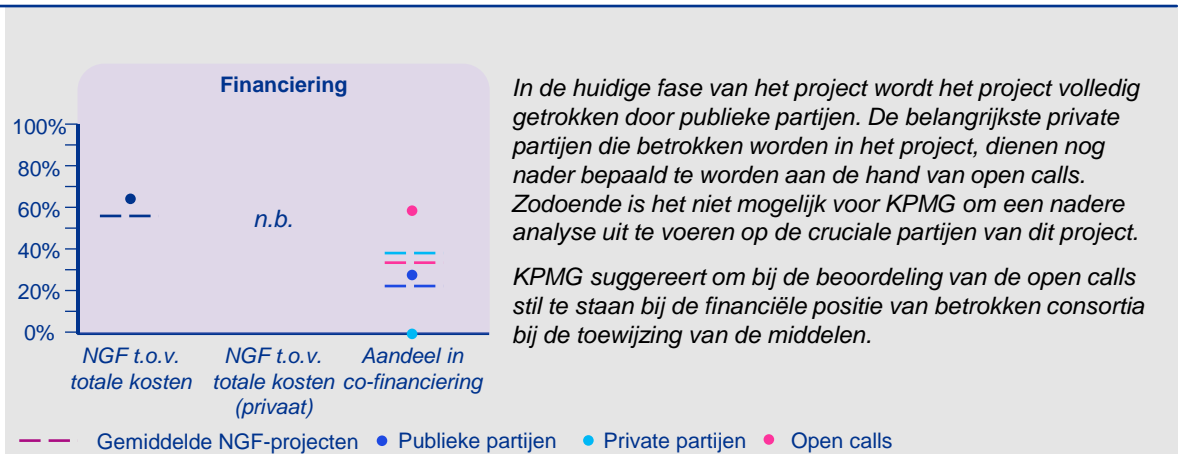 Financiering
100%
80%
60%
40%
20%
0%
n.b.
NGF t.o.v.
totale kosten
NGF t.o.v.
totale kosten
(privaat)
Aandeel in
co-financiering
Gemiddelde NGF-projecten
Publieke partijen
Private partijen
Open calls
In de huidige fase van het project wordt het project volledig
getrokken door publieke partijen. De belangrijkste private
partijen die betrokken worden in het project, dienen nog
nader bepaald te worden aan de hand van open calls.
Zodoende is het niet mogelijk voor KPMG om een nadere
analyse uit te voeren op de cruciale partijen van dit project.
KPMG suggereert om bij de beoordeling van de open calls
stil te staan bij de financiële positie van betrokken consortia
bij de toewijzing van de middelen.